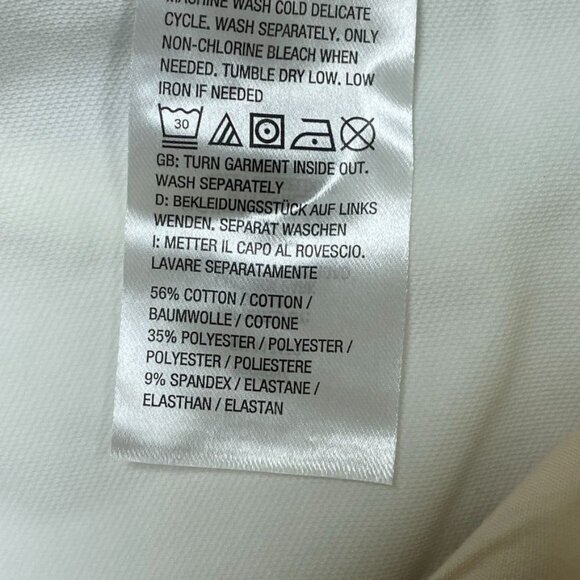 MACHINE WASH COLD DELICATE
CYCLE. WASH SEPARATELY. ONLY
NON-CHLORINE BLEACH WHEN
NEEDED. TUMBLE DRY LOW. LOW
IRON IF NEEDED
30
GB: TURN GARMENT INSIDE OUT.
WASH SEPARATELY
D: BEKLEIDUNGSSTÜCK AUF LINKS
WENDEN. SEPARAT WASCHEN
I: METTER IL CAPO AL ROVESCIO.
LAVARE SEPARATAMENTE
56% COTTON / COTTON /
BAUMWOLLE / COTONE
35% POLYESTER / POLYESTER /
POLYESTER / POLIESTERE
9% SPANDEX / ELASTANE /
ELASTHAN / ELASTAN